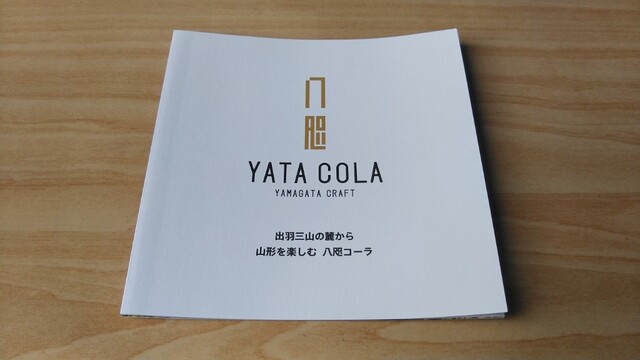 八
咫
YATA COLA
YAMAGATA CRAFT
出羽三山の麓から
山形を楽しむ 八咫コーラ